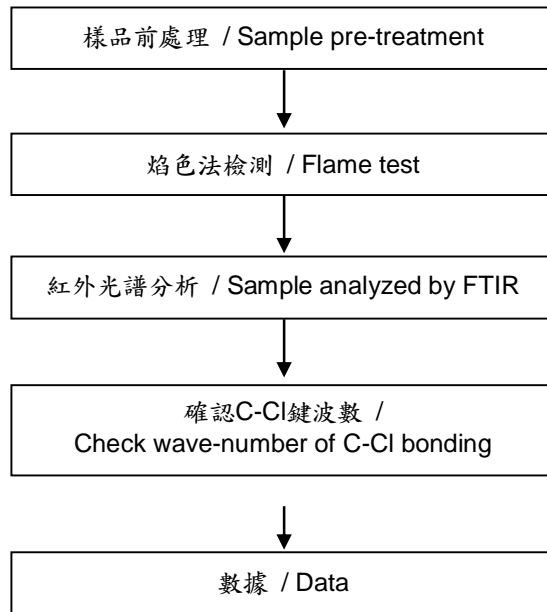 樣品前處理 / Sample pre-treatment
焰色法檢測 / Flame test
紅外光譜分析 / Sample analyzed by FTIR
確認C-Cl鍵波數 /
Check wave-number of C-Cl bonding
數據 / Data